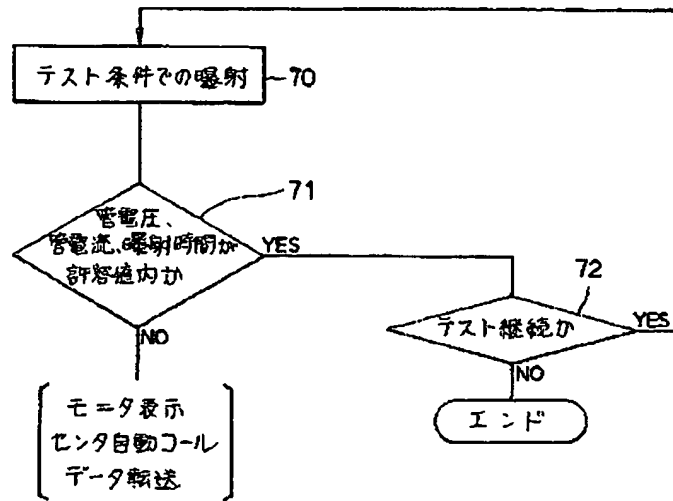 テスト条件での曝射
70
71
管電圧、
管電流、曝射時間が
許容値内か
YES
NO
72
テスト継続か
YES
NO
エンド
モニタ表示
センタ自動コール
データ転送